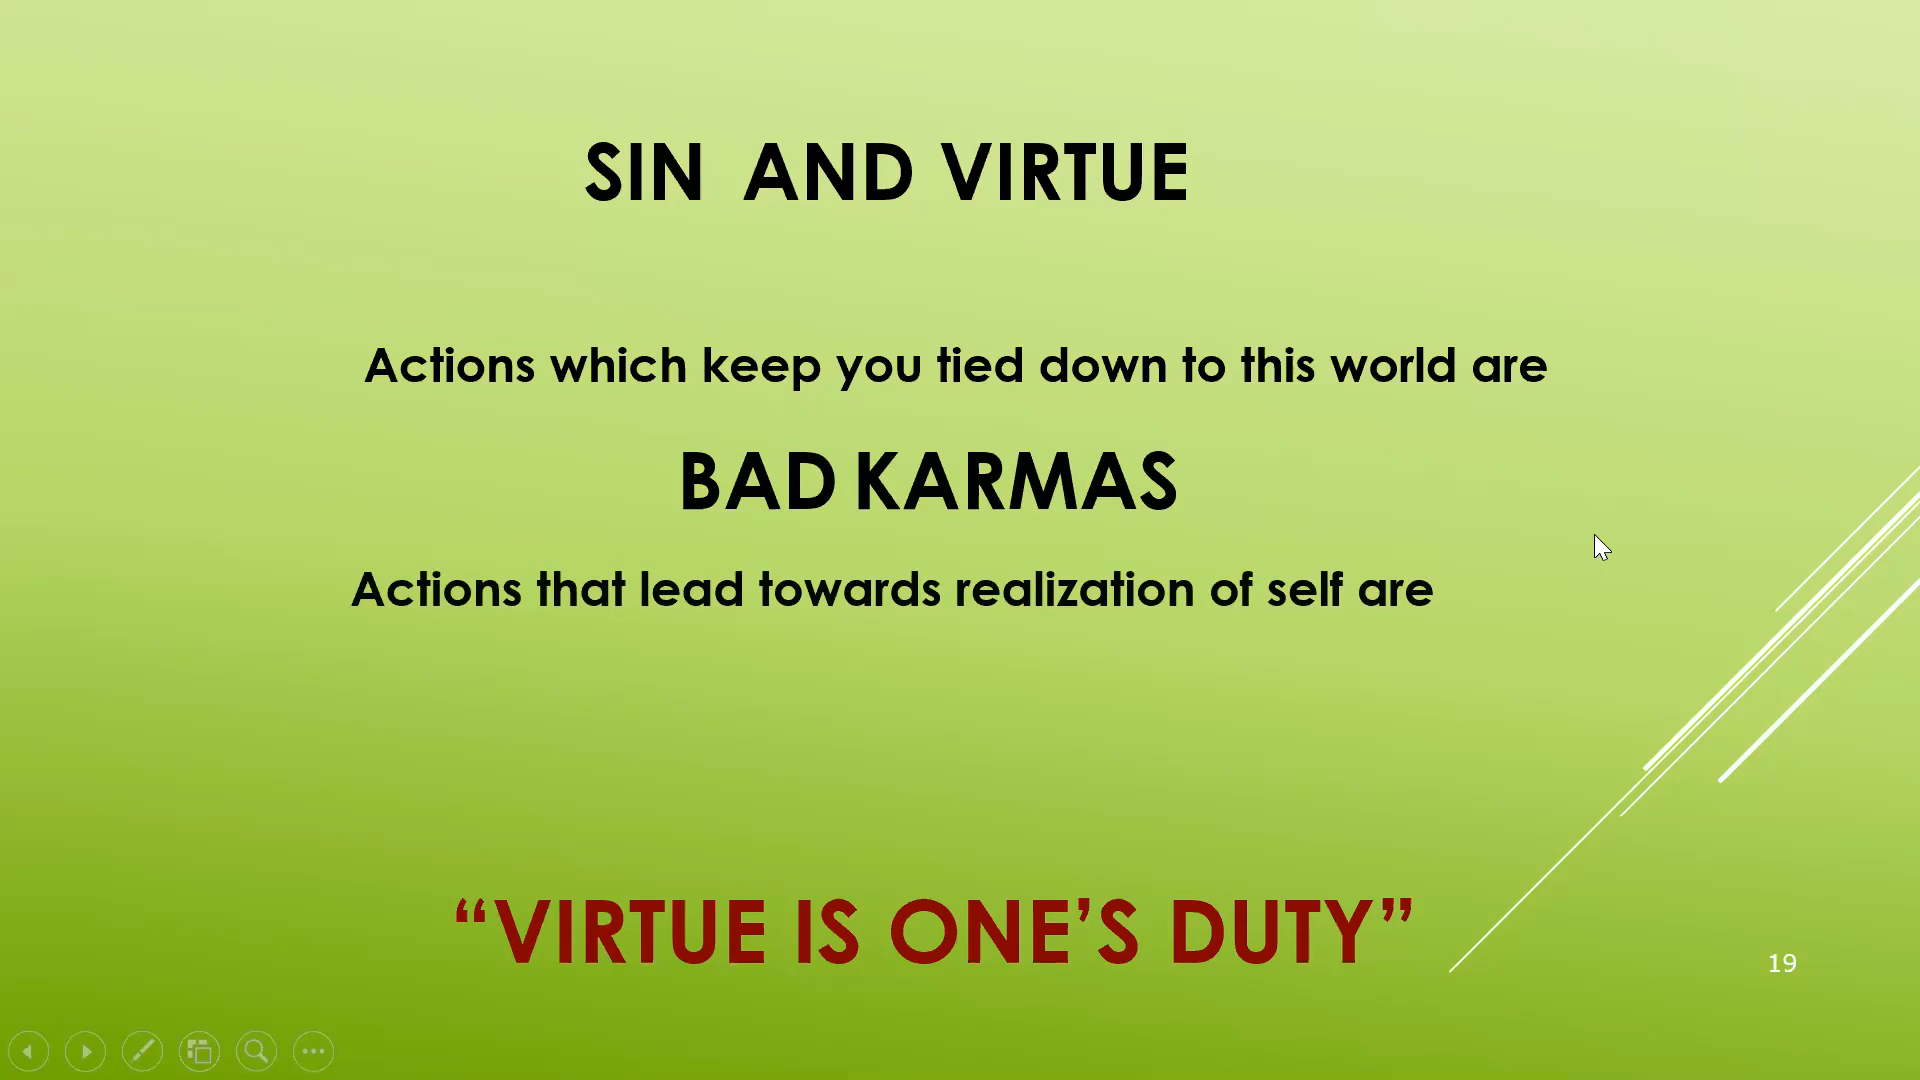 SIN AND VIRTUE
Actions which keep you tied down to this world are
BAD KARMAS
Actions that lead towards realization of self are
“VIRTUE IS ONE’S DUTY”
19